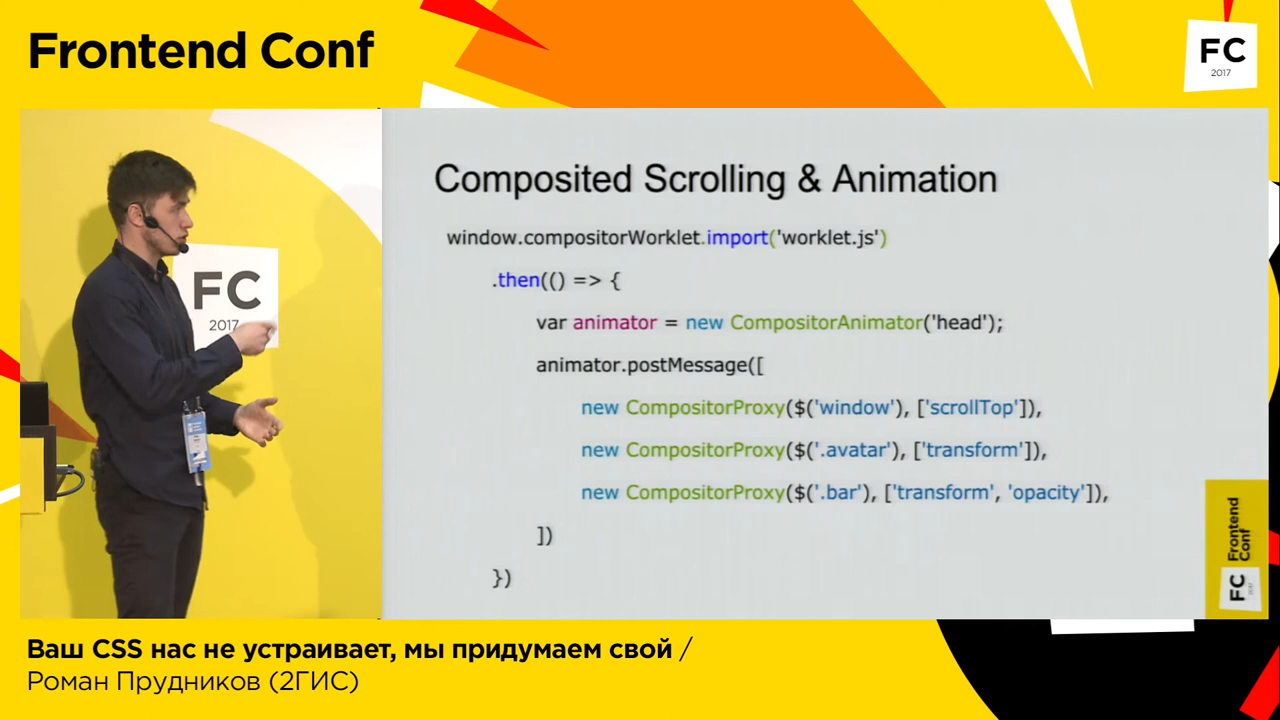 Frontend Conf
FC
2017
FC
2017
Composited Scrolling & Animation
window.compositorWorklet.import('worklet.js')
.then(() => {
var animator = new CompositorAnimator('head');
animator.postMessage([
new CompositorProxy($('window'), ['scrollTop']),
new CompositorProxy($('.avatar'), ['transform']),
new CompositorProxy($('.bar'), ['transform', 'opacity']),
])
})
Frontend
Conf
FC
Ваш CSS нас не устраивает, мы придумаем свой /
Роман Прудников (2ГИС)